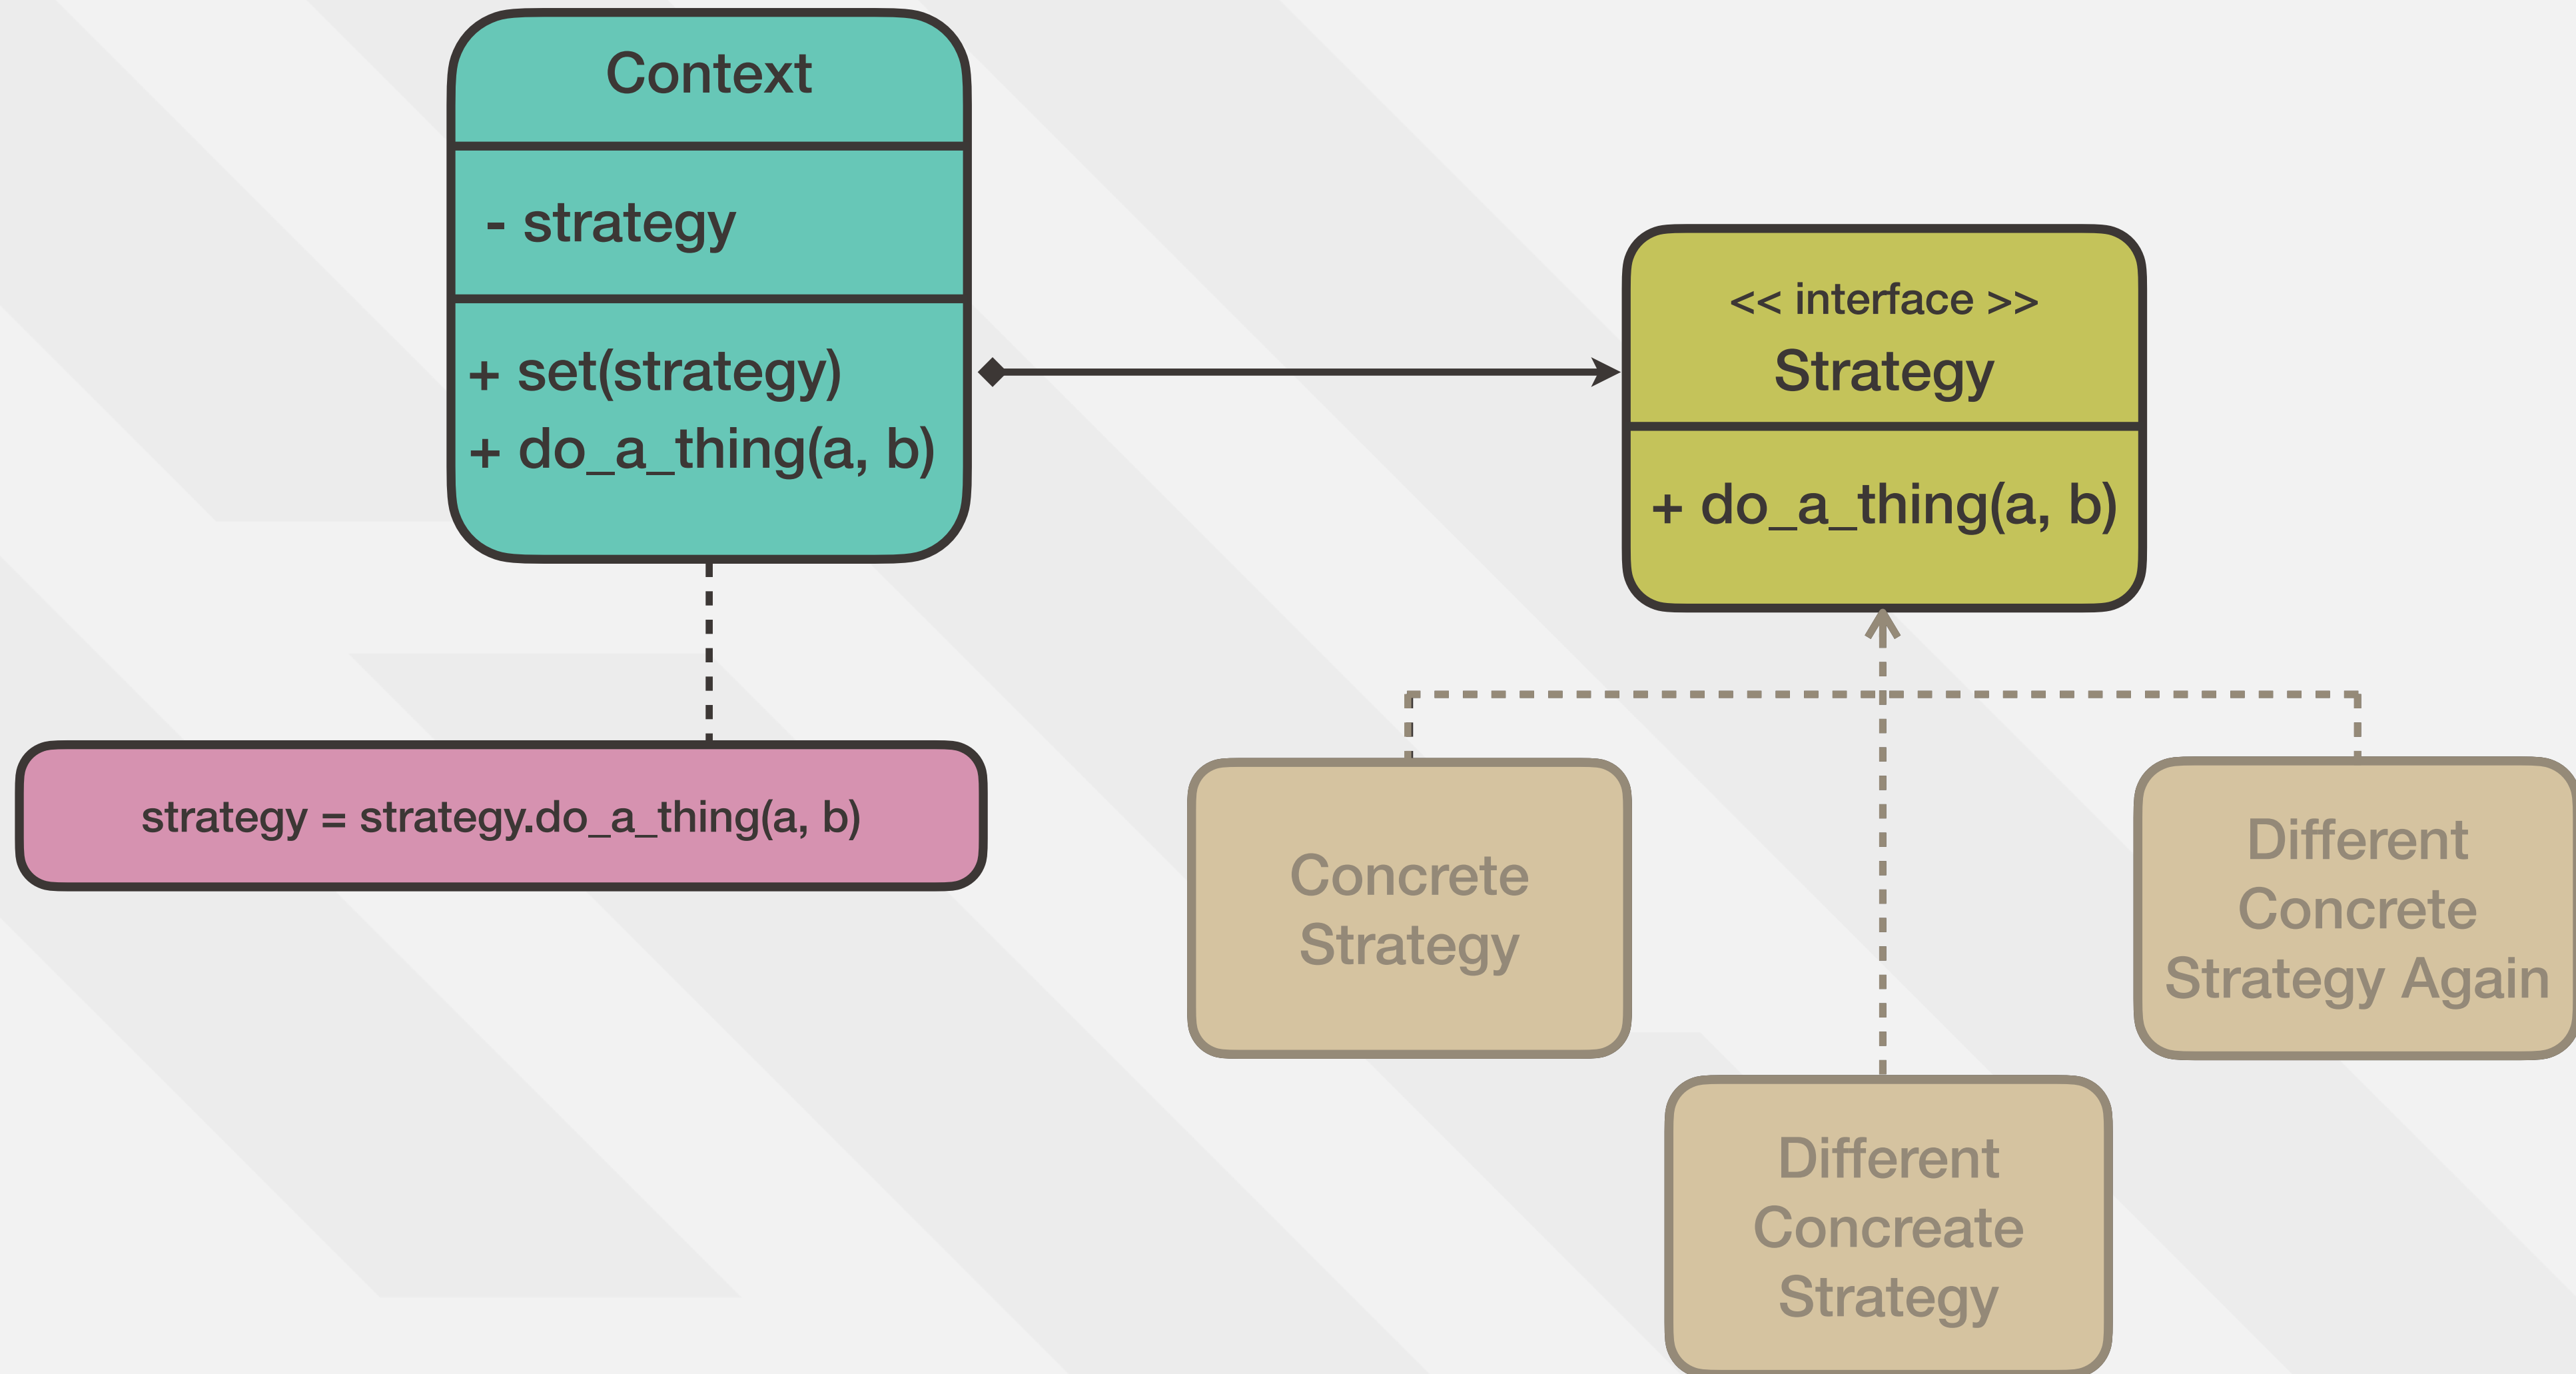 Context
- strategy
+ set(strategy)
+ do_a_thing(a, b)
<< interface >>
Strategy
+ do_a_thing(a, b)
strategy = strategy.do_a_thing(a, b)
Concrete
Strategy
Different
Concreate
Strategy
Different
Concrete
Strategy Again